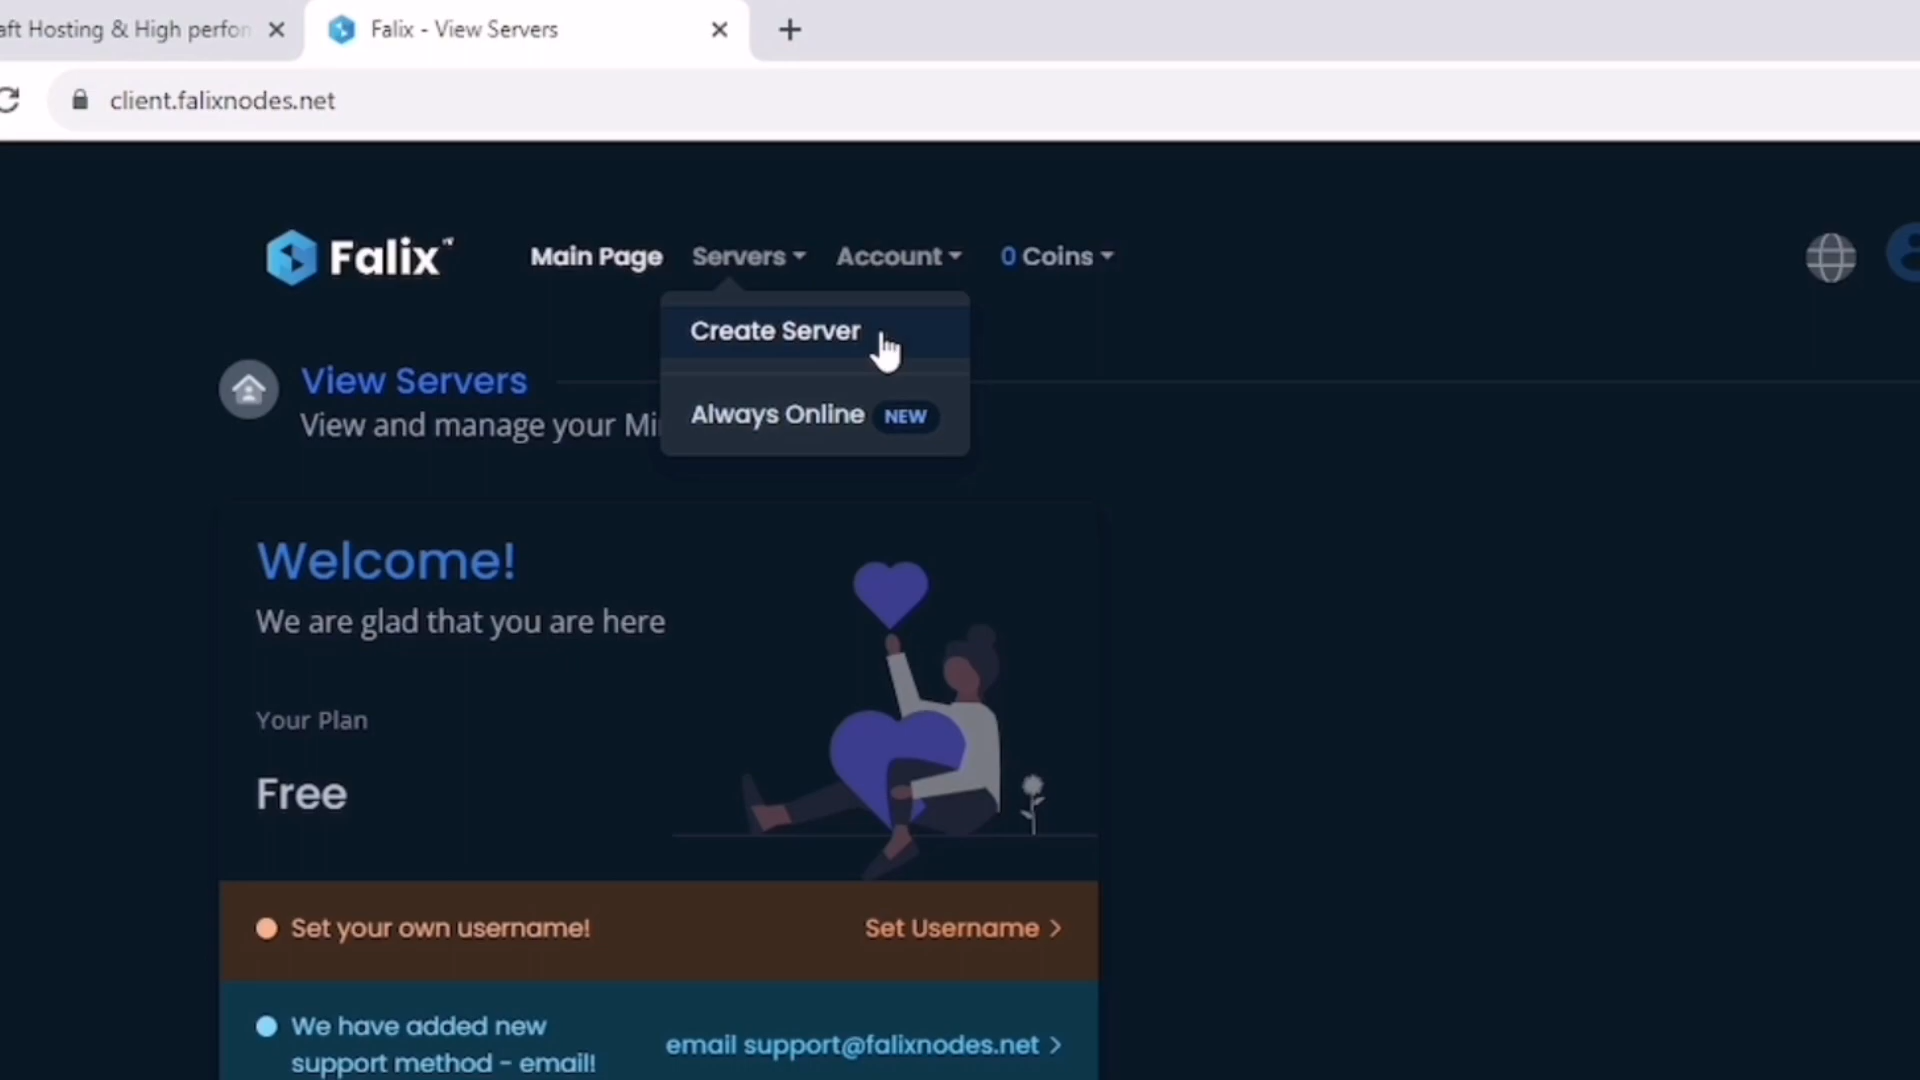 aft Hosting & High perfor
Falix - View Servers
client.falixnodes.net
Falix
Main Page
Servers
Account
0 Coins
Create Server
Always Online NEW
View Servers
View and manage your Mi
Welcome!
We are glad that you are here
Your Plan
Free
Set your own username!
Set Username >
We have added new
support method - email!
email support@falixnodes.net >